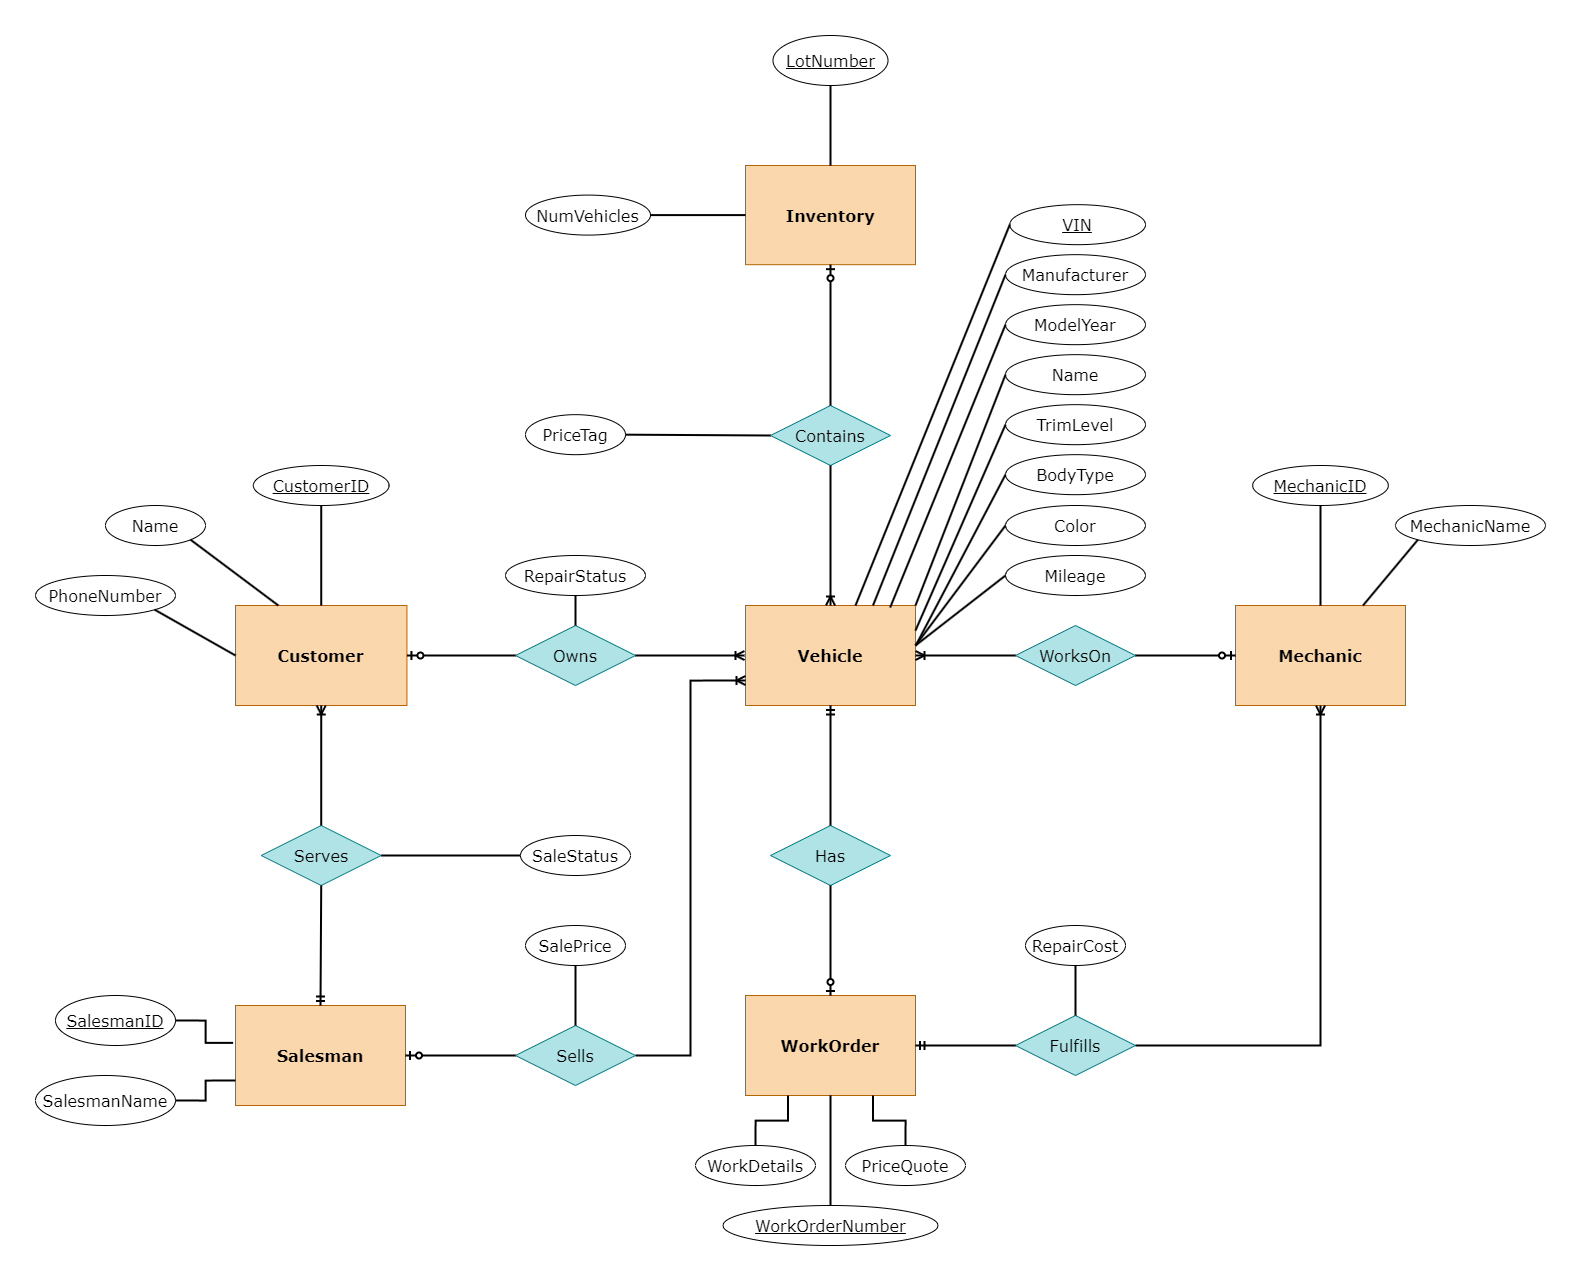 LotNumber
NumVehicles
Inventory
VIN
Manufacturer
ModelYear
Name
TrimLevel
BodyType
Color
Mileage
PriceTag
Contains
CustomerID
Name
PhoneNumber
MechanicID
MechanicName
RepairStatus
Customer
Owns
Vehicle
WorksOn
Mechanic
Serves
SaleStatus
Has
SalePrice
RepairCost
SalesmanID
SalesmanName
Salesman
Sells
WorkOrder
Fulfills
WorkDetails
PriceQuote
WorkOrderNumber